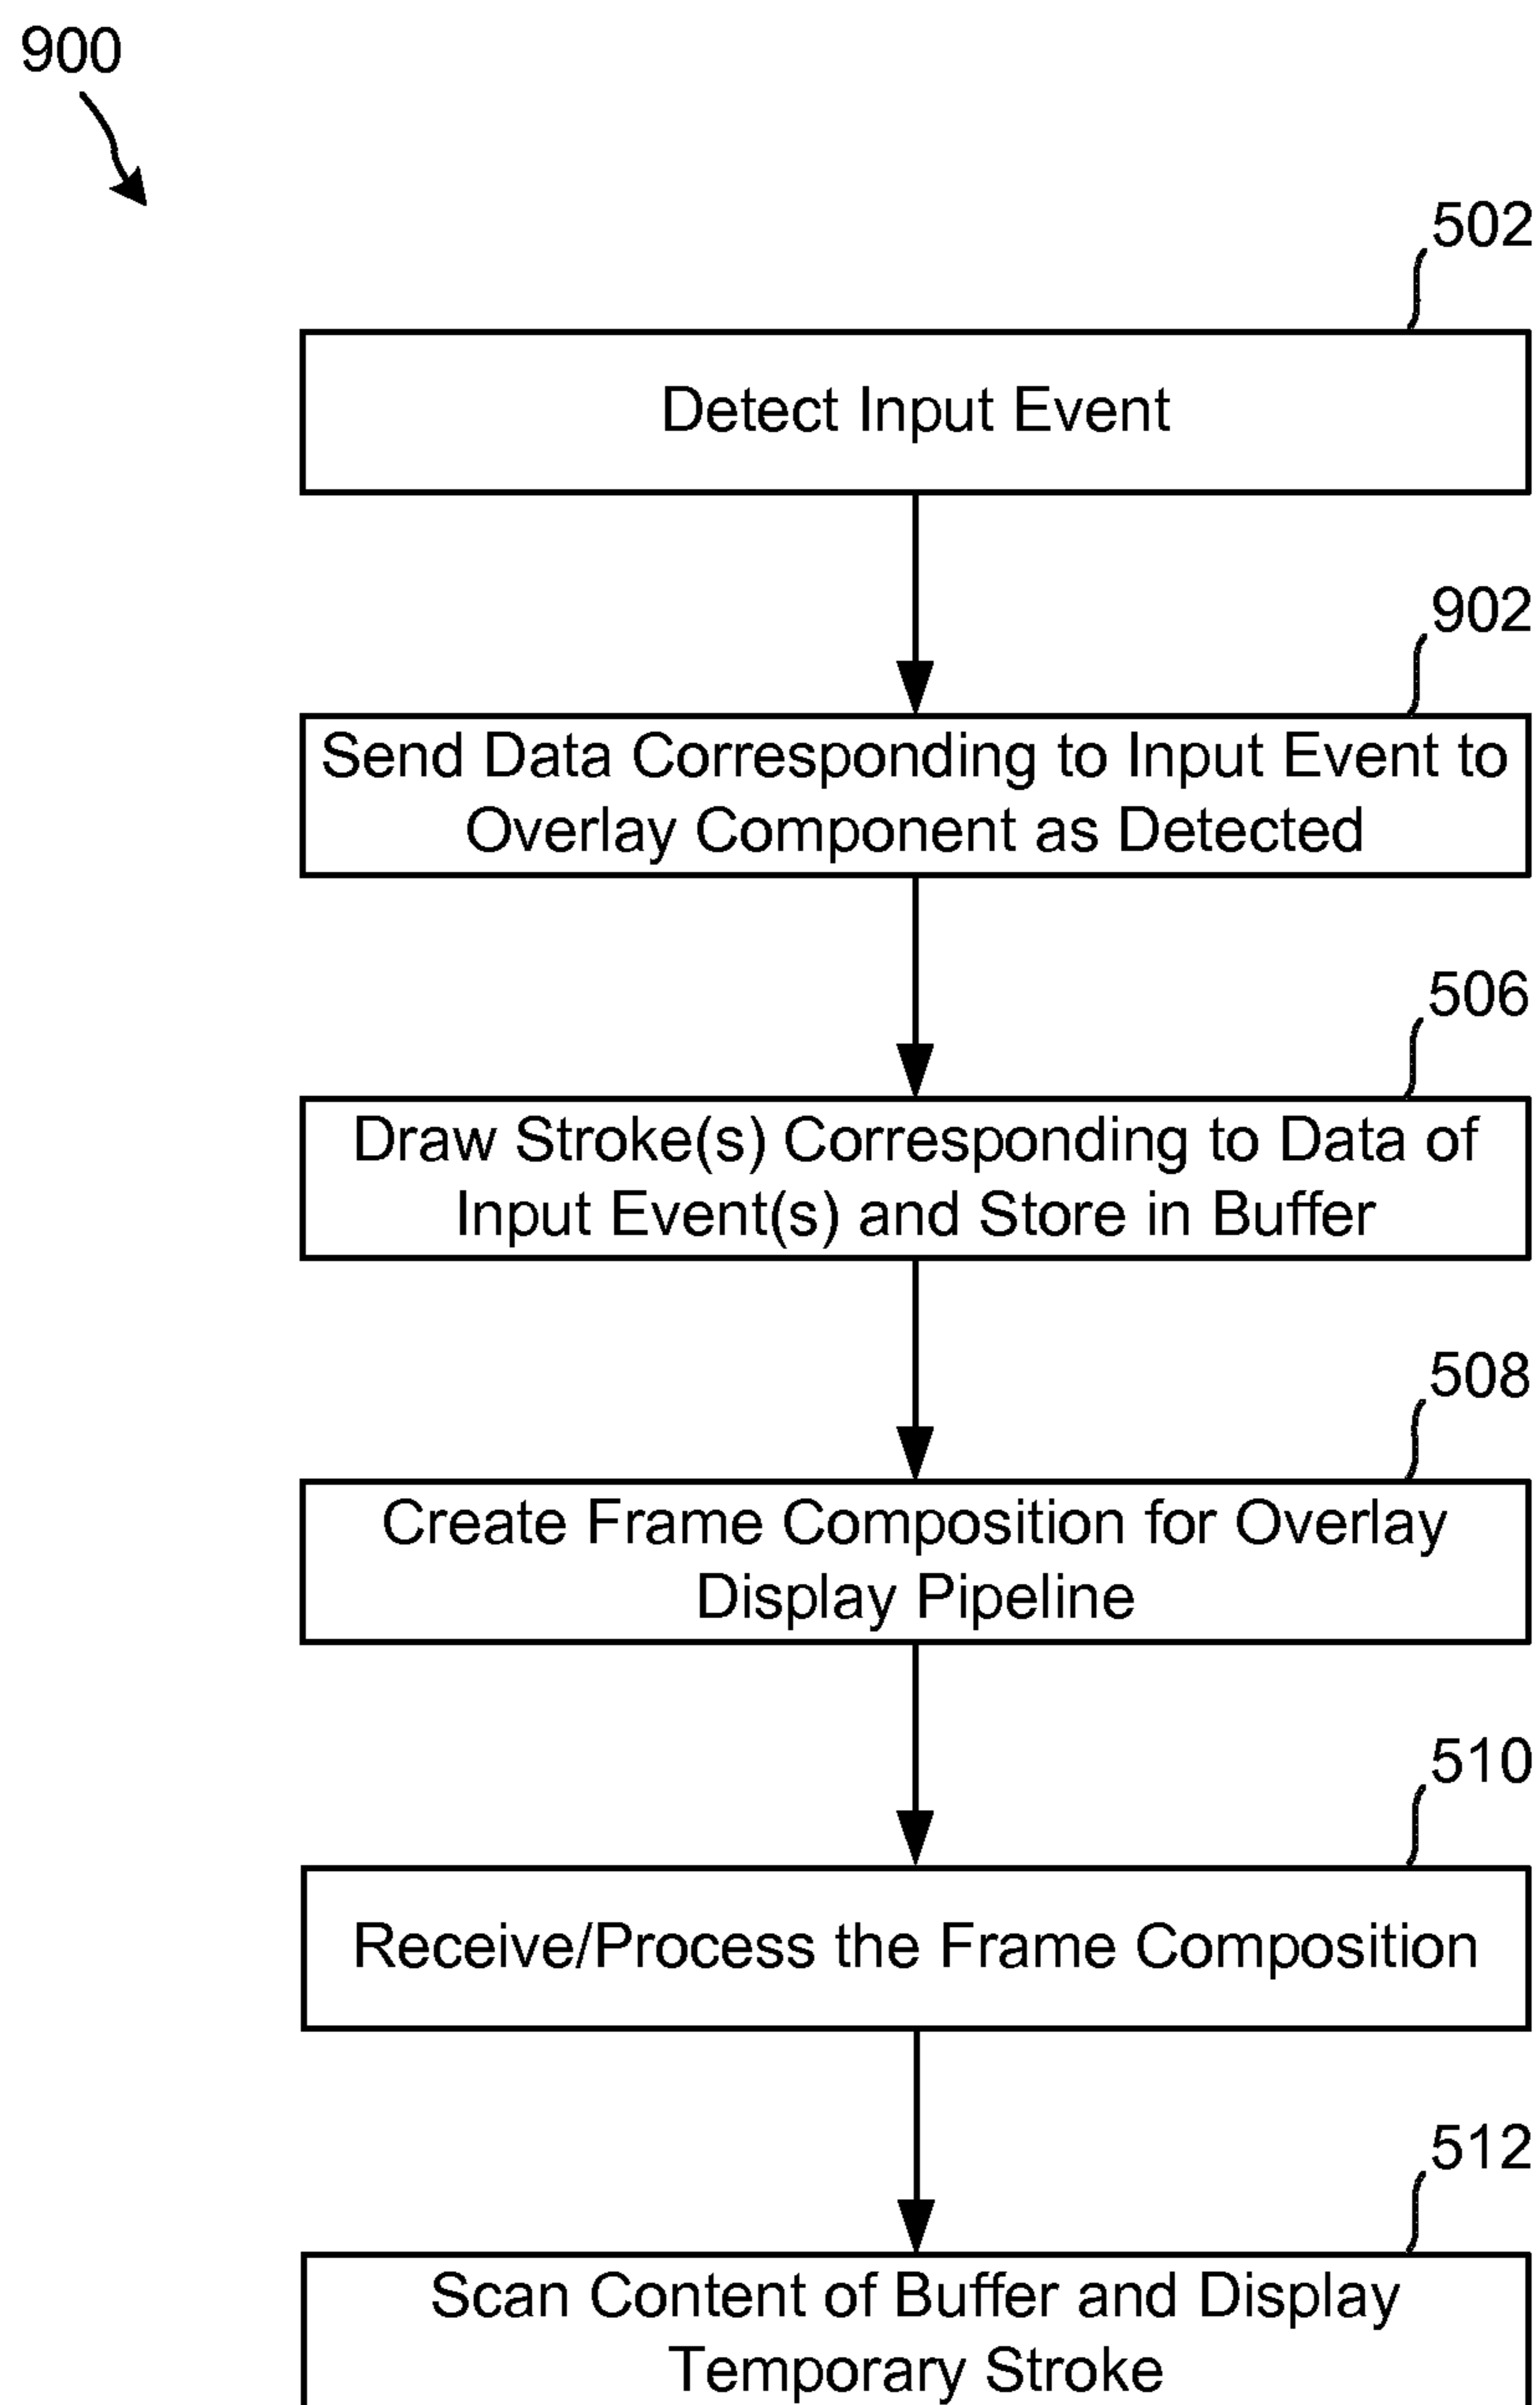 900
502
Detect Input Event
902
Send Data Corresponding to Input Event to
Overlay Component as Detected
506
Draw Stroke(s) Corresponding to Data of
Input Event(s) and Store in Buffer
508
Create Frame Composition for Overlay
Display Pipeline
510
Receive/Process the Frame Composition
512
Scan Content of Buffer and Display
Temporary Stroke